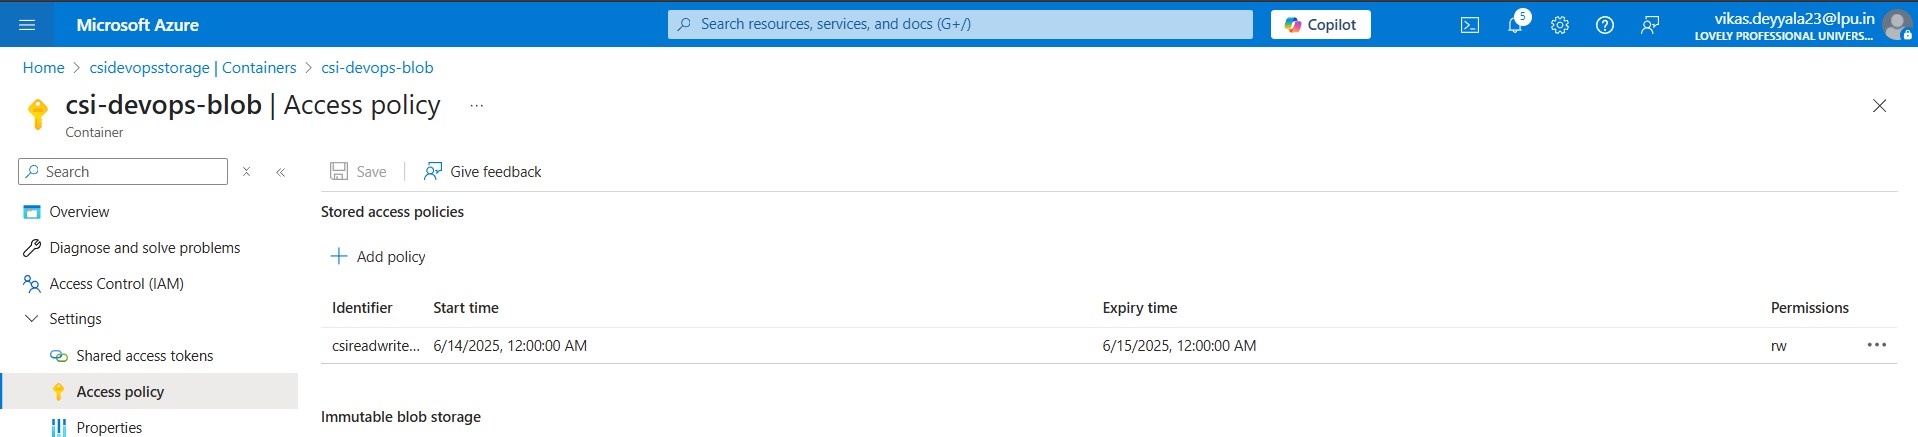 Microsoft Azure
Search resources, services, and docs (G+/)
Copilot
5
vikas.deyyala23@lpu.in
LOVELY PROFESSIONAL UNIVERS...
Home > csidevopsstorage | Containers > csi-devops-blob
csi-devops-blob | Access policy ...
Container
Search
Save
Give feedback
Overview
Diagnose and solve problems
Access Control (IAM)
Settings
Shared access tokens
Access policy
Properties
Stored access policies
Add policy
Identifier Start time Expiry time Permissions
csireadwrite... 6/14/2025, 12:00:00 AM 6/15/2025, 12:00:00 AM rw
Immutable blob storage